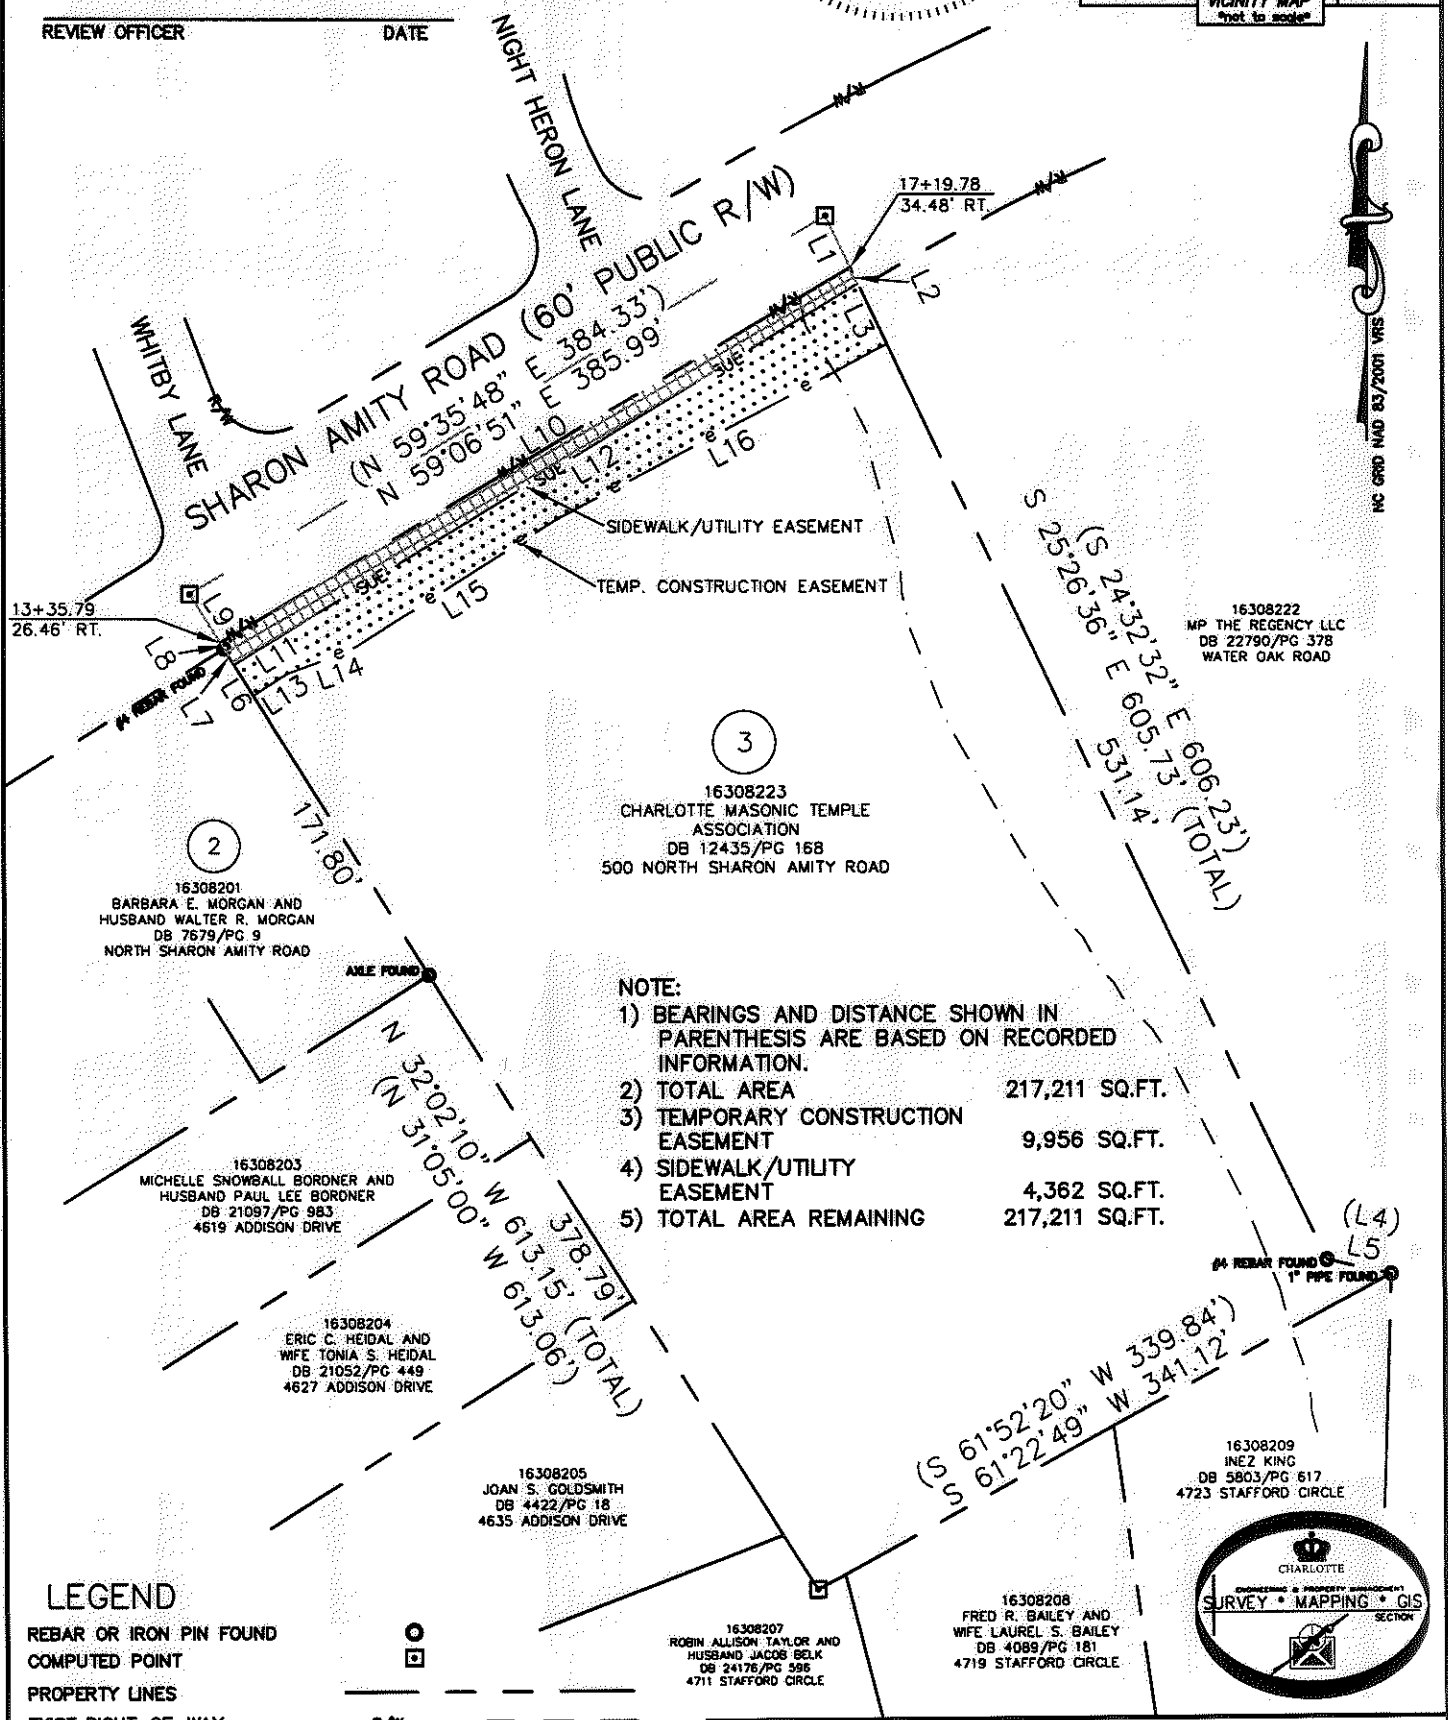 REVIEW OFFICER DATE
VICINITY MAP
"not to scale"
NIGHT HERON LANE
R/W
R/W
17+19.78
34.48' RT.
L1
L2
L3
NC GRID NAD 83/2001 VRS
WHITBY LANE
R/W
SHARON AMITY ROAD (60' PUBLIC R/W)
(N 59°35'48" E 384.33')
N 59°06'51" E 385.99'
R/W
SUE
L10
R/W
SUE
L12
e
e
L16
e
SIDEWALK/UTILITY EASEMENT
e
TEMP. CONSTRUCTION EASEMENT
SUE
e
L15
13+35.79
26.46' RT.
L9
R/W
L8
L11
e
#4 REBAR FOUND
L7
L6
L13
L14
(S 24°32'32" E 606.23')
S 25°26'36" E 605.73' (TOTAL)
531.14'
16308222
MP THE REGENCY LLC
DB 22790/PG 378
WATER OAK ROAD
3
16308223
CHARLOTTE MASONIC TEMPLE
ASSOCIATION
DB 12435/PG 168
500 NORTH SHARON AMITY ROAD
171.80'
2
16308201
BARBARA E. MORGAN AND
HUSBAND WALTER R. MORGAN
DB 7679/PG 9
NORTH SHARON AMITY ROAD
AXLE FOUND
NOTE:
1) BEARINGS AND DISTANCE SHOWN IN
PARENTHESIS ARE BASED ON RECORDED
INFORMATION.
2) TOTAL AREA 217,211 SQ.FT.
3) TEMPORARY CONSTRUCTION
EASEMENT 9,956 SQ.FT.
4) SIDEWALK/UTILITY
EASEMENT 4,362 SQ.FT.
5) TOTAL AREA REMAINING 217,211 SQ.FT.
N 32°02'10" W 613.15' (TOTAL)
(N 31°05'00" W 613.06')
378.79'
16308203
MICHELLE SNOWBALL BORDNER AND
HUSBAND PAUL LEE BORDNER
DB 21097/PG 983
4619 ADDISON DRIVE
(L4)
L5
#4 REBAR FOUND
1" PIPE FOUND
16308204
ERIC C. HEIDAL AND
WIFE TONIA S. HEIDAL
DB 21052/PG 449
4627 ADDISON DRIVE
(S 61°52'20" W 339.84')
S 61°22'49" W 341.12'
16308205
JOAN S. GOLDSMITH
DB 4422/PG 18
4635 ADDISON DRIVE
16308209
INEZ KING
DB 5803/PG 617
4723 STAFFORD CIRCLE
CHARLOTTE
ENGINEERING & PROPERTY MANAGEMENT
SURVEY * MAPPING * GIS
SECTION
16308208
FRED R. BAILEY AND
WIFE LAUREL S. BAILEY
DB 4089/PG 181
4719 STAFFORD CIRCLE
16308207
ROBIN ALLISON TAYLOR AND
HUSBAND JACOB BELK
DB 24176/PG 596
4711 STAFFORD CIRCLE
LEGEND
REBAR OR IRON PIN FOUND
COMPUTED POINT
PROPERTY LINES